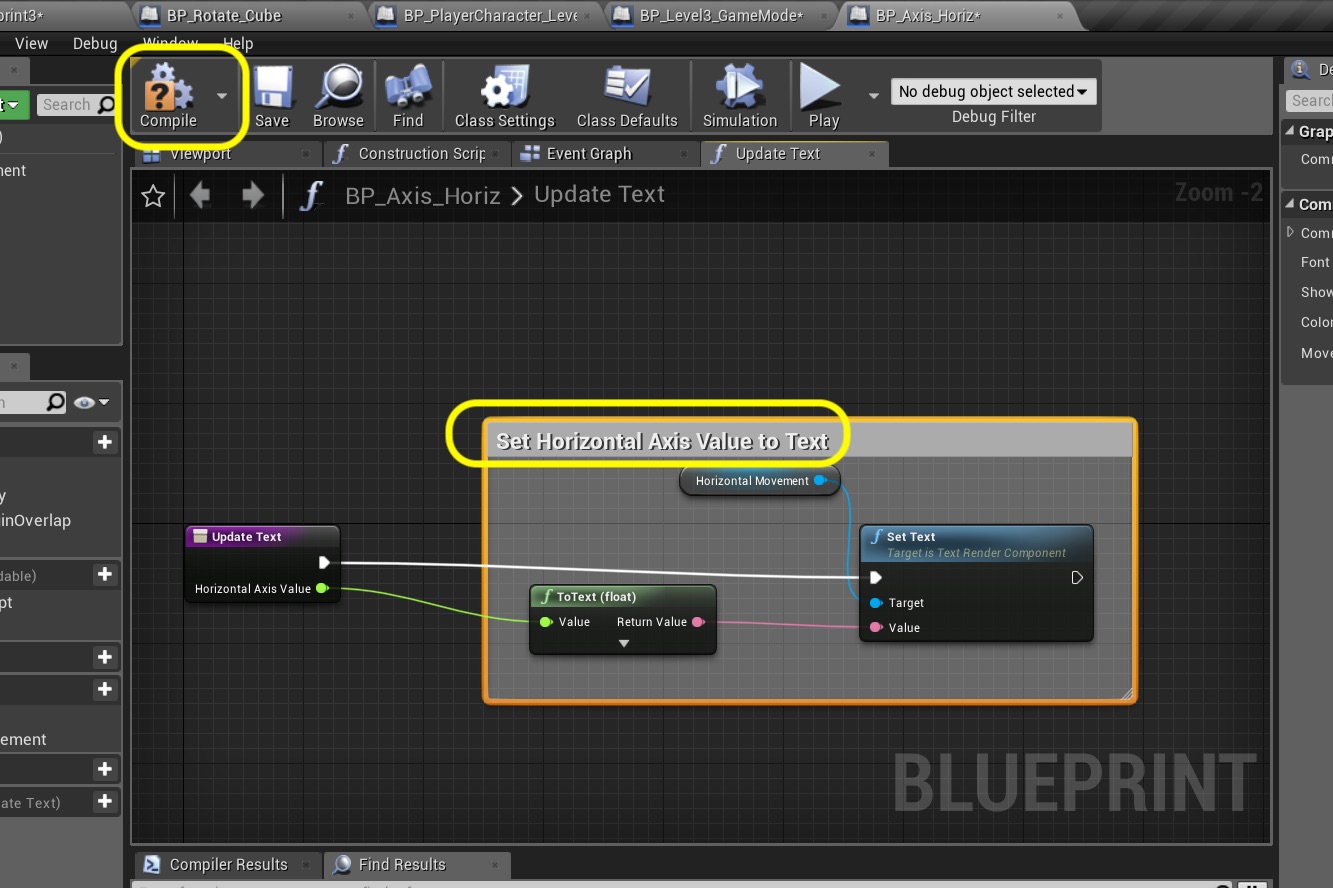 print3*
BP_Rotate_Cube
BP_PlayerCharacter_Leve
BP_Level3_GameMode*
BP_Axis_Horiz*
View
Debug
Window
Help
Search
Compile
Save
Browse
Find
Class Settings
Class Defaults
Simulation
Play
No debug object selected
Debug Filter
De
Search
Viewport
Construction Scrip
Event Graph
Update Text
BP_Axis_Horiz > Update Text
Zoom -2
Grap
Comm
Com
Comm
Font
Show
Color
Move
ent
inOverlap
dable)
pt
ement
ate Text)
Set Horizontal Axis Value to Text
Horizontal Movement
Update Text
Horizontal Axis Value
ToText (float)
Value
Return Value
Set Text
Target is Text Render Component
Target
Value
BLUEPRINT
Compiler Results
Find Results